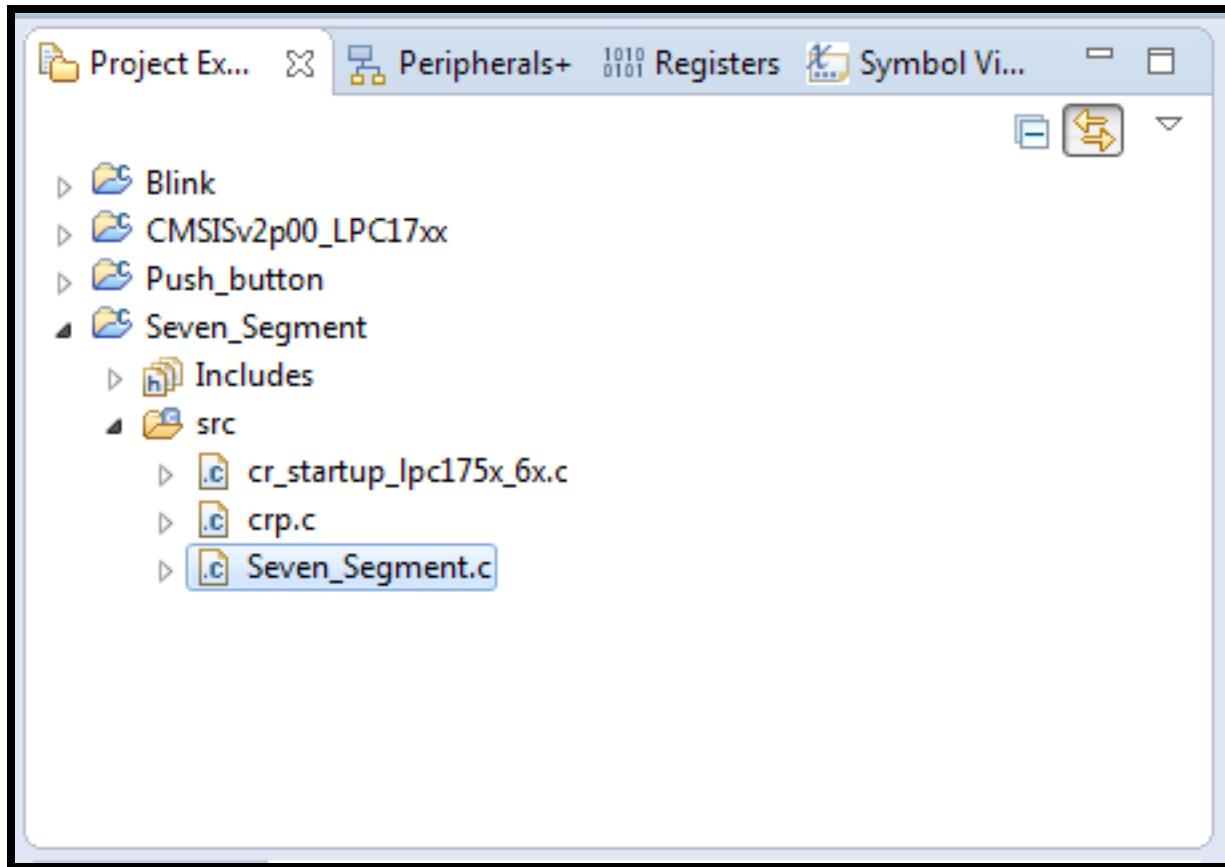 Project Ex... Peripherals+ 1010 0101 Registers Symbol Vi...
Blink
CMSISv2p00_LPC17xx
Push_button
Seven_Segment
Includes
src
cr_startup_lpc175x_6x.c
crp.c
Seven_Segment.c